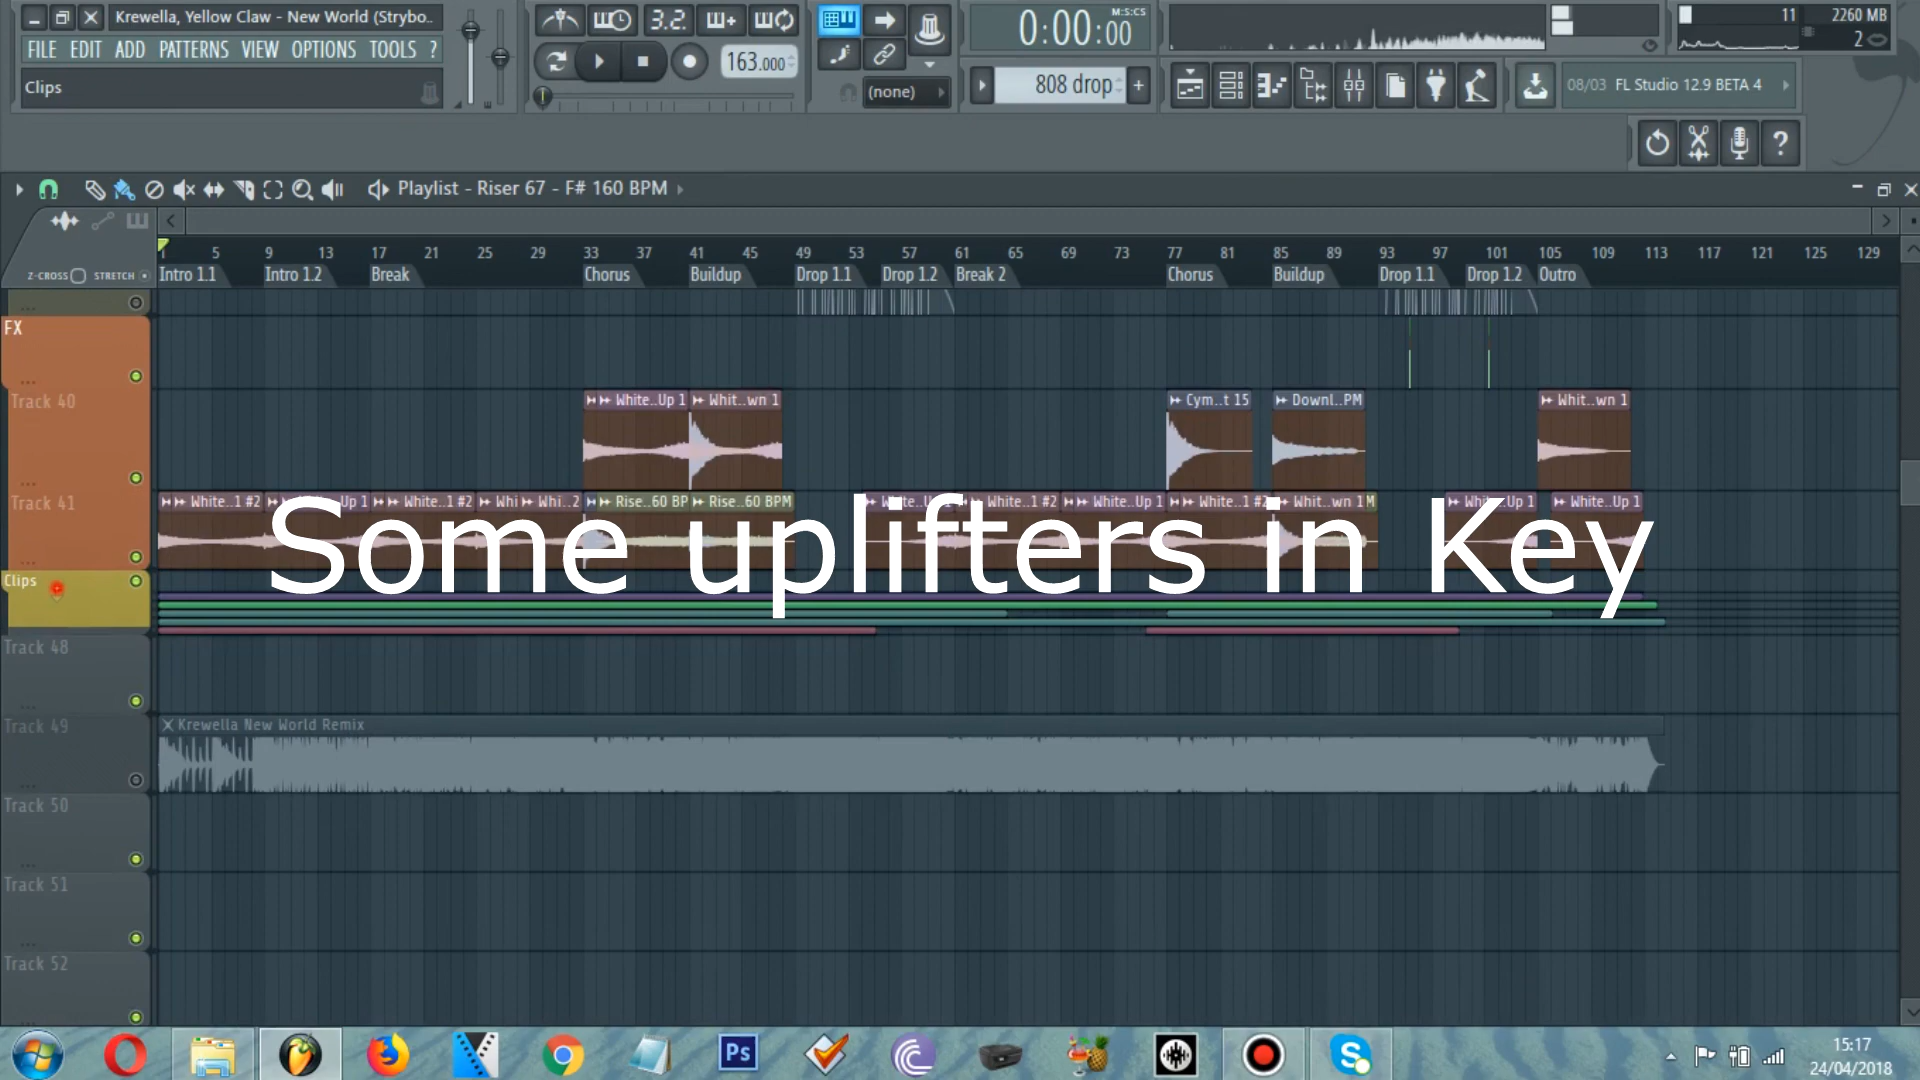 Krewella, Yellow Claw - New World (Strybo..
FILE EDIT ADD PATTERNS VIEW OPTIONS TOOLS ?
Clips
3.2.
163.000
(none)
M:S:CS
0:00:00
808 drop
11
2260 MB
2
08/03 FL Studio 12.9 BETA 4
Playlist - Riser 67 - F# 160 BPM
Z-CROSS STRETCH
1 5 9 13 17 21 25 29 33 37 41 45 49 53 57 61 65 69 73 77 81 85 89 93 97 101 105 109 113 117 121 125 129
Intro 1.1 Intro 1.2 Break Chorus Buildup Drop 1.1 Drop 1.2 Break 2 Chorus Buildup Drop 1.1 Drop 1.2 Outro
FX
Track 40
White..Up 1 Whit..wn 1 Cym..t 15 Downl..PM Whit..wn 1
Track 41
White..1 #2 Up 1 White..1 #2 Whi Whi..2 Rise..60 BP Rise..60 BPM White..1 #2 White..Up 1 White..1 #2 Whit..wn 1 White..Up 1
Some uplifters in Key
Clips
Track 48
Track 49
Krewella New World Remix
Track 50
Track 51
Track 52
Ps
15:17
24/04/2018